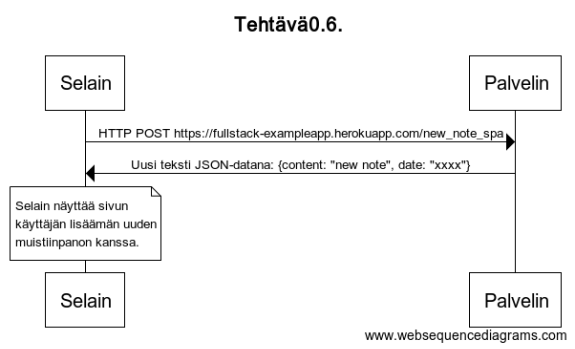 Tehtävä0.6.
Selain
Palvelin
HTTP POST https://fullstack-exampleapp.herokuapp.com/new_note_spa
Uusi teksti JSON-datana: {content: "new note", date: "xxxx"}
Selain näyttää sivun
käyttäjän lisäämän uuden
muistiinpanon kanssa.
Selain
Palvelin
www.websequencediagrams.com